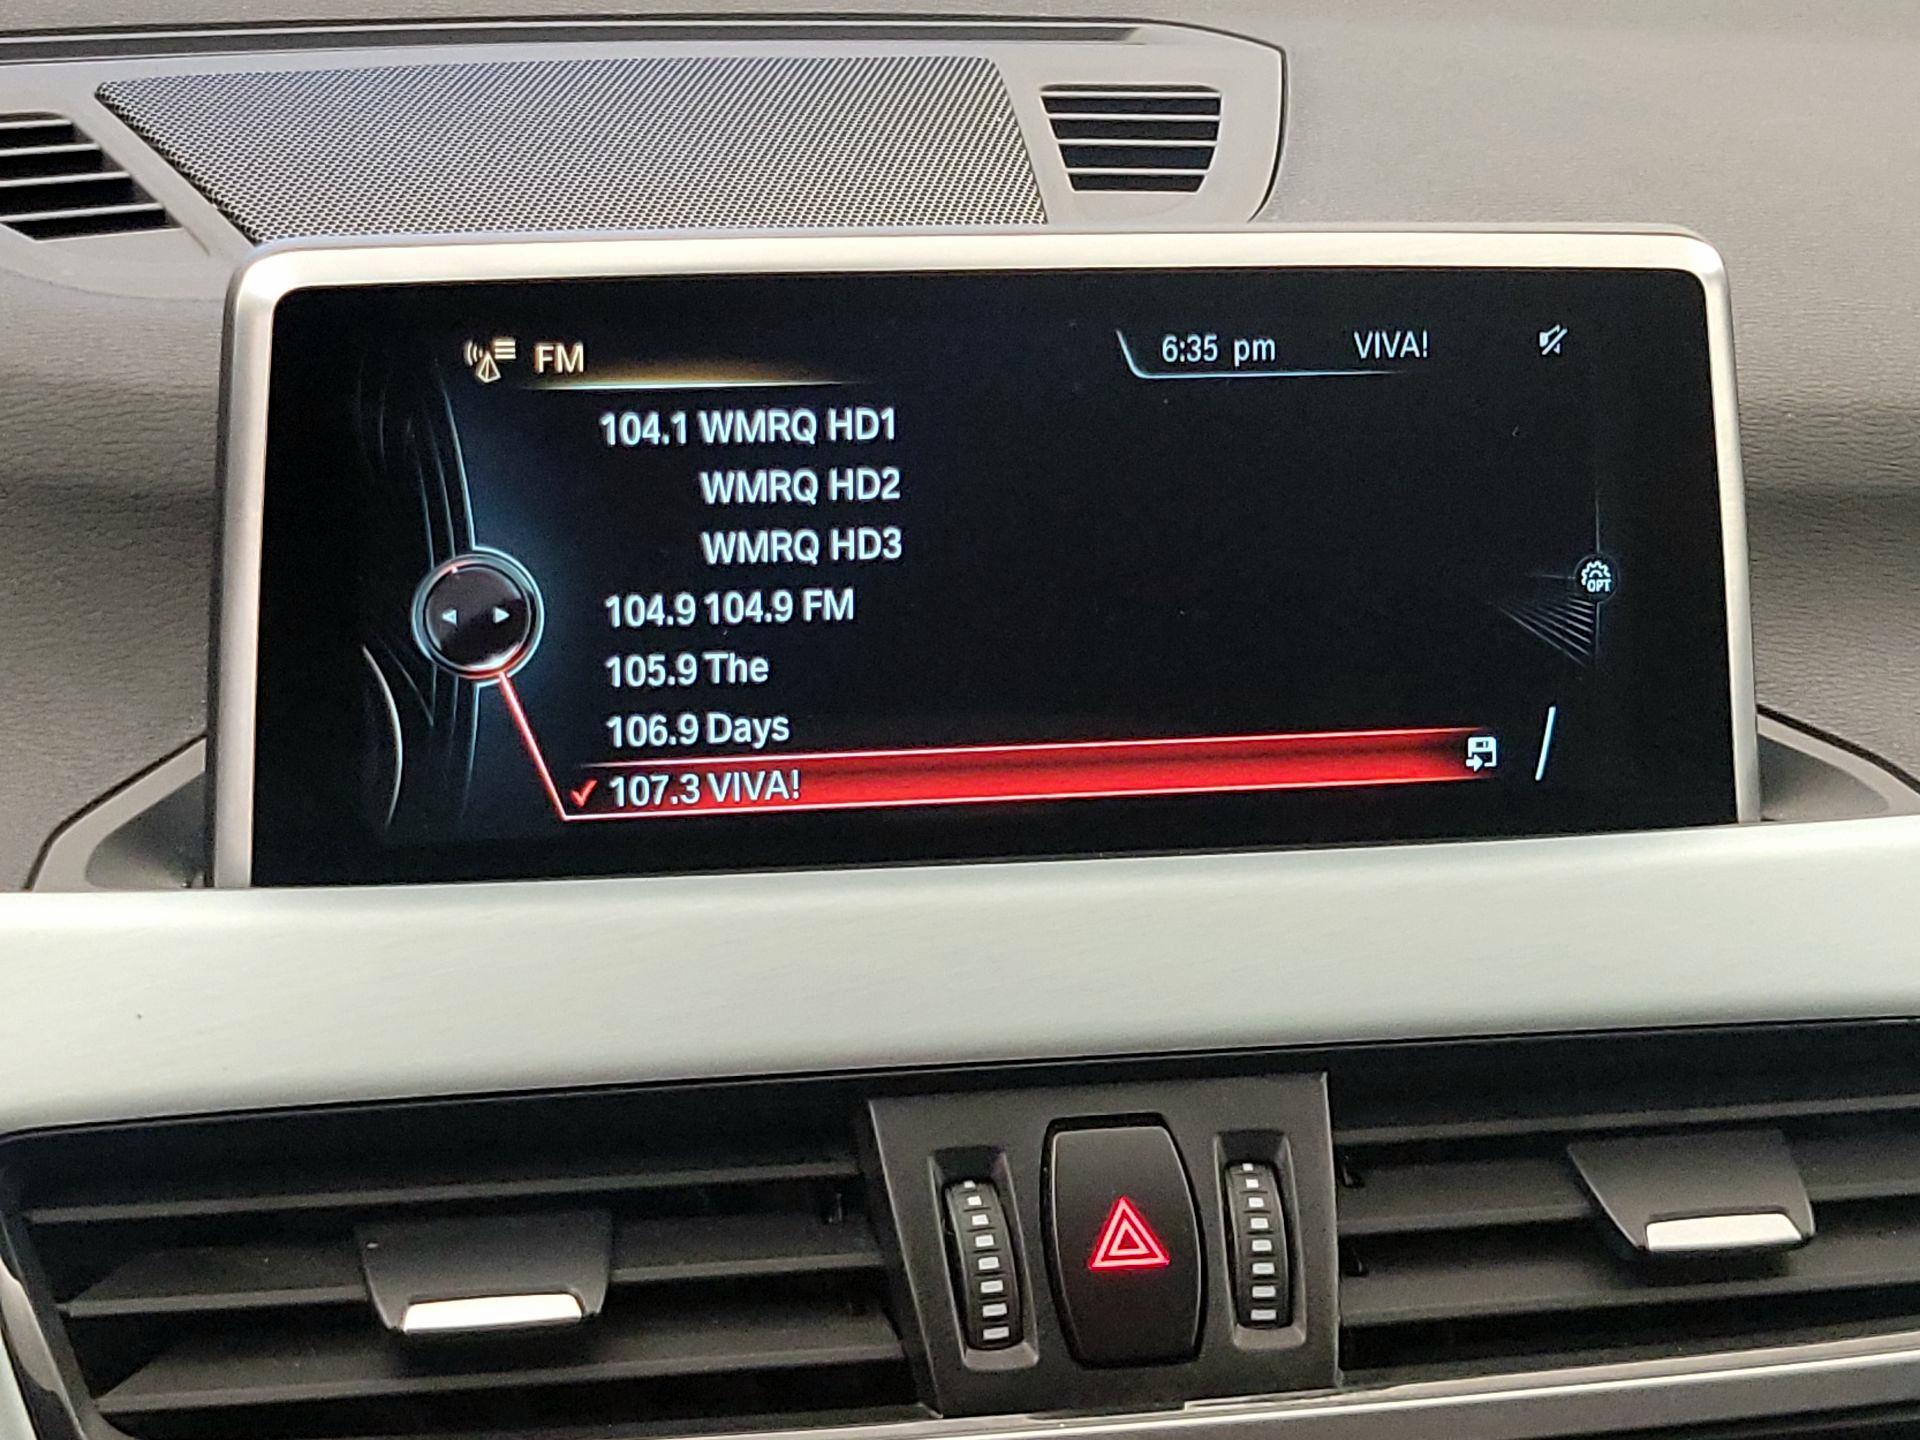 FM
6:35 pm VIVA!
104.1 WMRQ HD1
WMRQ HD2
WMRQ HD3
104.9 104.9 FM
OPT
105.9 The
106.9 Days
107.3 VIVA!